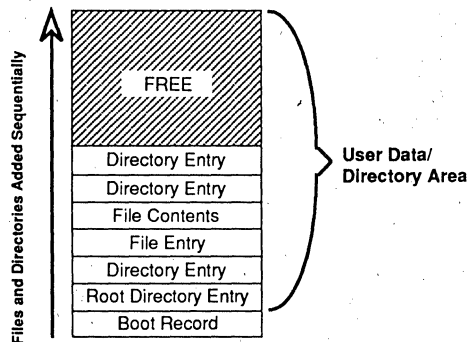 Files and Directories Added Sequentially
FREE
Directory Entry
Directory Entry
File Contents
File Entry
Directory Entry
Root Directory Entry
Boot Record
User Data/
Directory Area